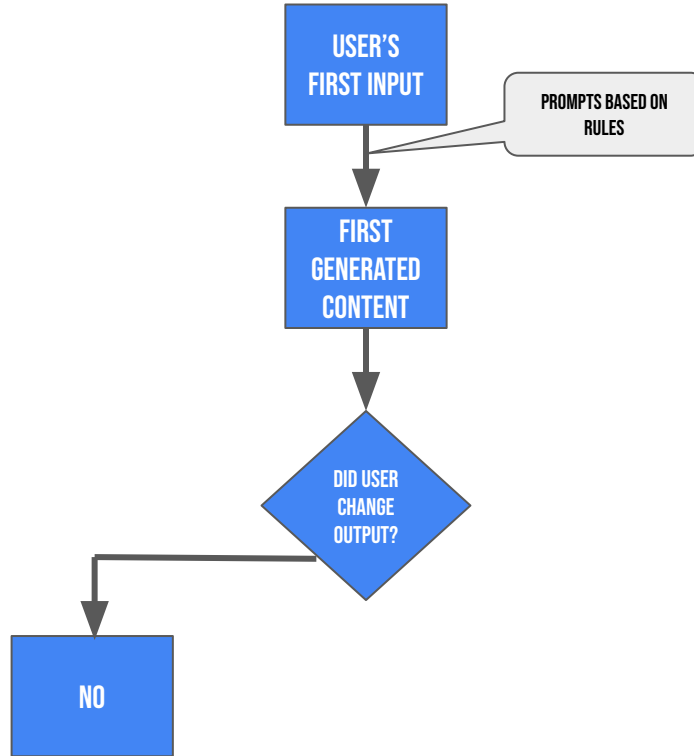 USER'S
FIRST INPUT
PROMPTS BASED ON
RULES
FIRST
GENERATED
CONTENT
DID USER
CHANGE
OUTPUT?
NO